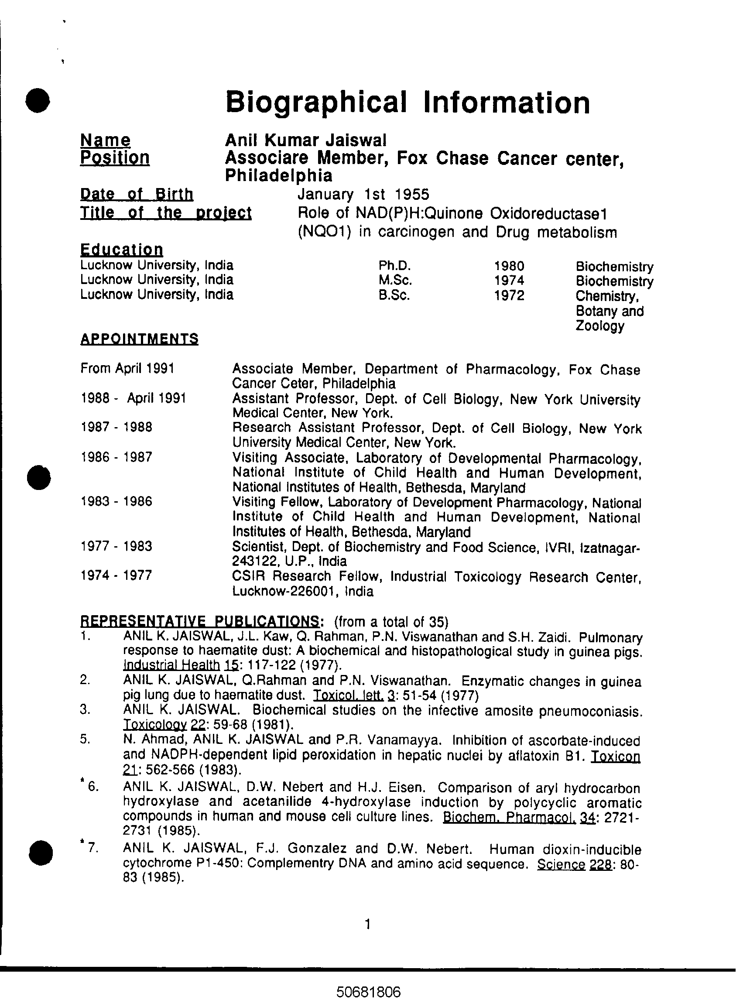 Biographical Information
Name Anil Kumar Jaiswal
Position Associare Member, Fox Chase Cancer center,
Philadelphia
Date of Birth January 1st 1955
Title of the project Role of NAD(P)H:Quinone Oxidoreductase1
(NQO1) in carcinogen and Drug metabolism
Education
Lucknow University, India Ph.D. 1980 Biochemistry
Lucknow University, India M.Sc. 1974 Biochemistry
Lucknow University, India B.Sc. 1972 Chemistry,
Botany and
Zoology
APPOINTMENTS
From April 1991 Associate Member, Department of Pharmacology, Fox Chase
Cancer Ceter, Philadelphia
1988 - April 1991 Assistant Professor, Dept. of Cell Biology, New York University
Medical Center, New York.
1987 - 1988 Research Assistant Professor, Dept. of Cell Biology, New York
University Medical Center, New York.
1986 - 1987 Visiting Associate, Laboratory of Developmental Pharmacology,
National Institute of Child Health and Human Development,
National Institutes of Health, Bethesda, Maryland
1983 - 1986 Visiting Fellow, Laboratory of Development Pharmacology, National
Institute of Child Health and Human Development, National
Institutes of Health, Bethesda, Maryland
1977 - 1983 Scientist, Dept. of Biochemistry and Food Science, IVRI, Izatnagar-
243122, U.P., India
1974 - 1977 CSIR Research Fellow, Industrial Toxicology Research Center,
Lucknow-226001, India
REPRESENTATIVE PUBLICATIONS: (from a total of 35)
1. ANIL K. JAISWAL, J.L. Kaw, Q. Rahman, P.N. Viswanathan and S.H. Zaidi. Pulmonary
response to haematite dust: A biochemical and histopathological study in guinea pigs.
Industrial Health 15: 117-122 (1977).
2. ANIL K. JAISWAL, Q.Rahman and P.N. Viswanathan. Enzymatic changes in guinea
pig lung due to haematite dust. Toxicol. lett. 3: 51-54 (1977)
3. ANIL K. JAISWAL. Biochemical studies on the infective amosite pneumoconiasis.
Toxicology 22: 59-68 (1981).
5. N. Ahmad, ANIL K. JAISWAL and P.R. Vanamayya. Inhibition of ascorbate-induced
and NADPH-dependent lipid peroxidation in hepatic nuclei by aflatoxin B1. Toxicon
21: 562-566 (1983).
* 6. ANIL K. JAISWAL, D.W. Nebert and H.J. Eisen. Comparison of aryl hydrocarbon
hydroxylase and acetanilide 4-hydroxylase induction by polycyclic aromatic
compounds in human and mouse cell culture lines. Biochem. Pharmacol. 34: 2721-
2731 (1985).
* 7. ANIL K. JAISWAL, F.J. Gonzalez and D.W. Nebert. Human dioxin-inducible
cytochrome P1-450: Complementry DNA and amino acid sequence. Science 228: 80-
83 (1985).
1
50681806